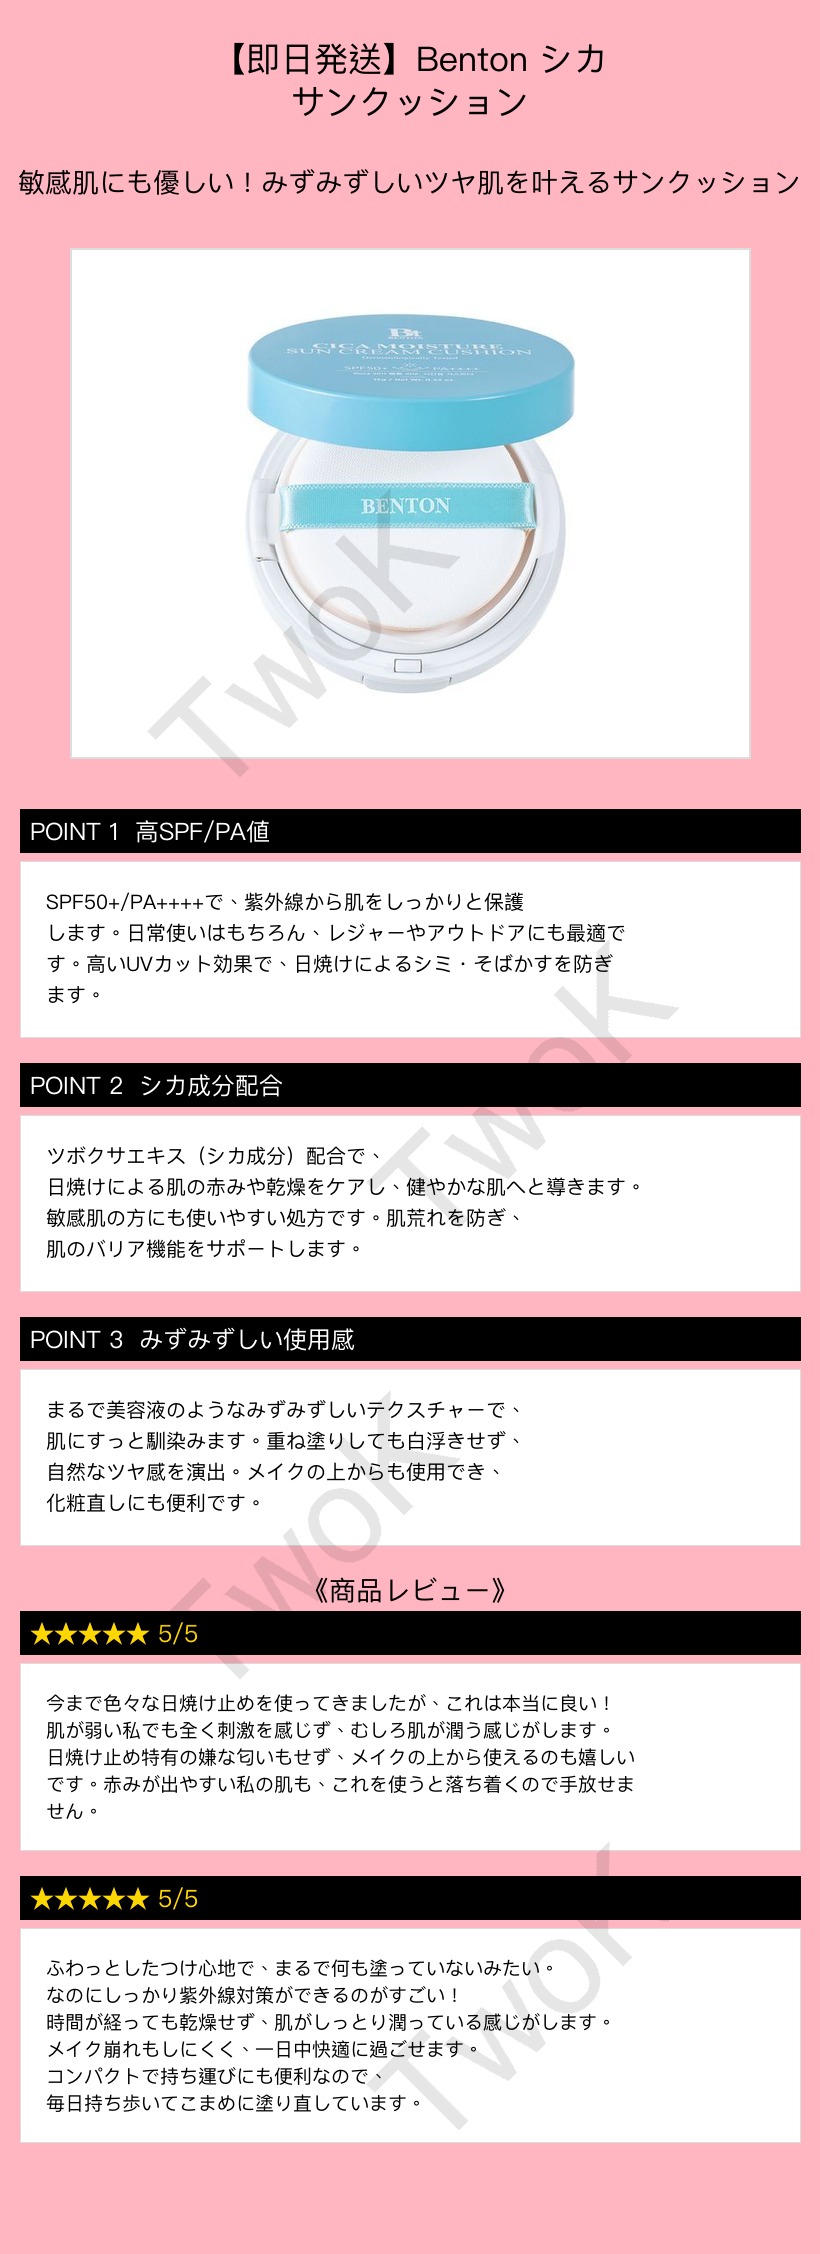 【即日発送】Benton シカ
サンクッション
敏感肌にも優しい！みずみずしいツヤ肌を叶えるサンクッション
Bt
BENTON
CICA MOISTURE
SUN CREAM CUSHION
Dermatologically Tested
SPF50+ PA++++
BENTON
TwoK
POINT 1 高SPF/PA値
SPF50+/PA++++で、紫外線から肌をしっかりと保護
します。日常使いはもちろん、レジャーやアウトドアにも最適で
す。高いUVカット効果で、日焼けによるシミ・そばかすを防ぎ
ます。
TwoK
POINT 2 シカ成分配合
ツボクサエキス（シカ成分）配合で、
日焼けによる肌の赤みや乾燥をケアし、健やかな肌へと導きます。
敏感肌の方にも使いやすい処方です。肌荒れを防ぎ、
肌のバリア機能をサポートします。
POINT 3 みずみずしい使用感
まるで美容液のようなみずみずしいテクスチャーで、
肌にすっと馴染みます。重ね塗りしても白浮きせず、
自然なツヤ感を演出。メイクの上からも使用でき、
化粧直しにも便利です。
TwoK
《商品レビュー》
★★★★★ 5/5
今まで色々な日焼け止めを使ってきましたが、これは本当に良い！
肌が弱い私でも全く刺激を感じず、むしろ肌が潤う感じがします。
日焼け止め特有の嫌な匂いもせず、メイクの上から使えるのも嬉しい
です。赤みが出やすい私の肌も、これを使うと落ち着くので手放せま
せん。
★★★★★ 5/5
ふわっとしたつけ心地で、まるで何も塗っていないみたい。
なのにしっかり紫外線対策ができるのがすごい！
時間が経っても乾燥せず、肌がしっとり潤っている感じがします。
メイク崩れもしにくく、一日中快適に過ごせます。
コンパクトで持ち運びにも便利なので、
毎日持ち歩いてこまめに塗り直しています。
TwoK